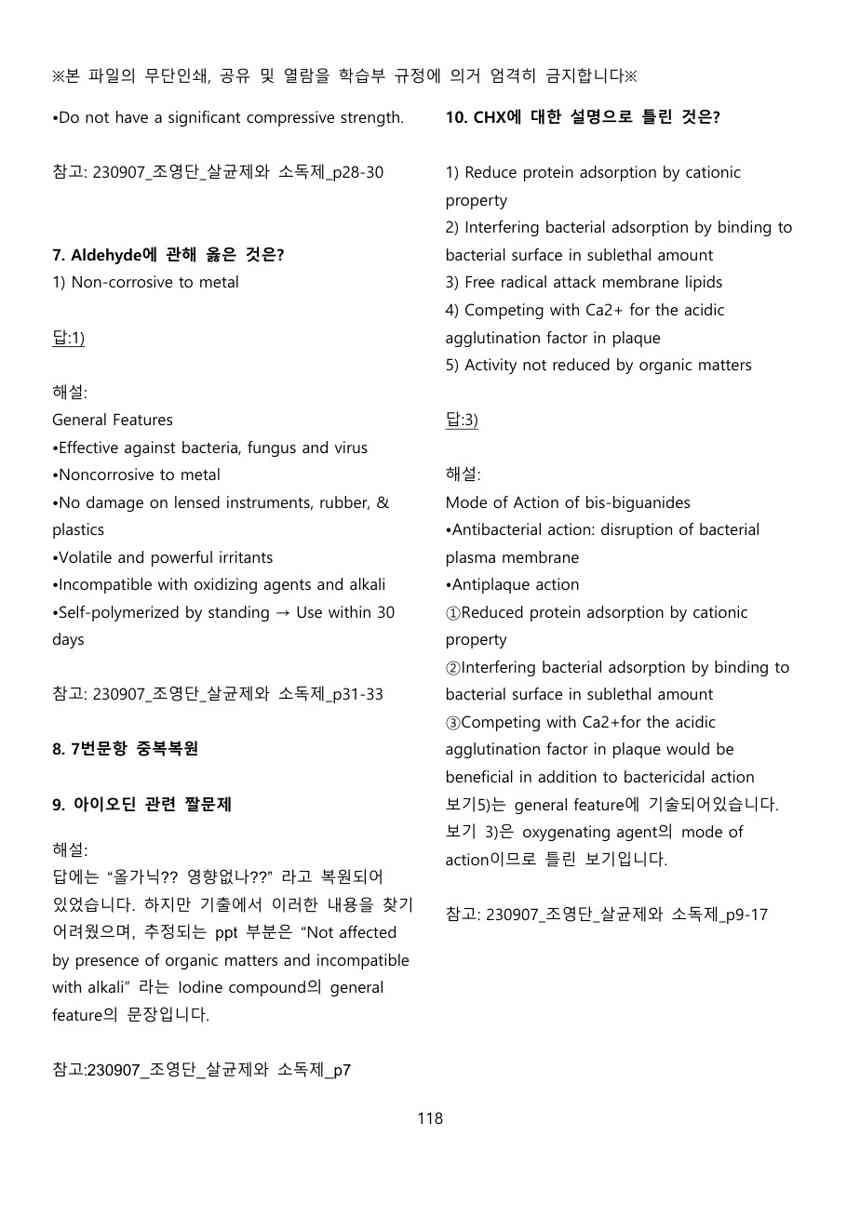 ※본 파일의 무단인쇄, 공유 및 열람을 학습부 규정에 의거 엄격히 금지합니다※
•Do not have a significant compressive strength.
참고: 230907_조영단_살균제와 소독제_p28-30
7. Aldehyde에 관해 옳은 것은?
1) Non-corrosive to metal
답:1)
해설:
General Features
•Effective against bacteria, fungus and virus
•Noncorrosive to metal
•No damage on lensed instruments, rubber, &
plastics
•Volatile and powerful irritants
•Incompatible with oxidizing agents and alkali
•Self-polymerized by standing → Use within 30
days
참고: 230907_조영단_살균제와 소독제_p31-33
8. 7번문항 중복복원
9. 아이오딘 관련 짤문제
해설:
답에는 “올가닉?? 영향없나??” 라고 복원되어
있었습니다. 하지만 기출에서 이러한 내용을 찾기
어려웠으며, 추정되는 ppt 부분은 “Not affected
by presence of organic matters and incompatible
with alkali” 라는 Iodine compound의 general
feature의 문장입니다.
참고:230907_조영단_살균제와 소독제_p7
10. CHX에 대한 설명으로 틀린 것은?
1) Reduce protein adsorption by cationic
property
2) Interfering bacterial adsorption by binding to
bacterial surface in sublethal amount
3) Free radical attack membrane lipids
4) Competing with Ca2+ for the acidic
agglutination factor in plaque
5) Activity not reduced by organic matters
답:3)
해설:
Mode of Action of bis-biguanides
•Antibacterial action: disruption of bacterial
plasma membrane
•Antiplaque action
①Reduced protein adsorption by cationic
property
②Interfering bacterial adsorption by binding to
bacterial surface in sublethal amount
③Competing with Ca2+for the acidic
agglutination factor in plaque would be
beneficial in addition to bactericidal action
보기5)는 general feature에 기술되어있습니다.
보기 3)은 oxygenating agent의 mode of
action이므로 틀린 보기입니다.
참고: 230907_조영단_살균제와 소독제_p9-17
118